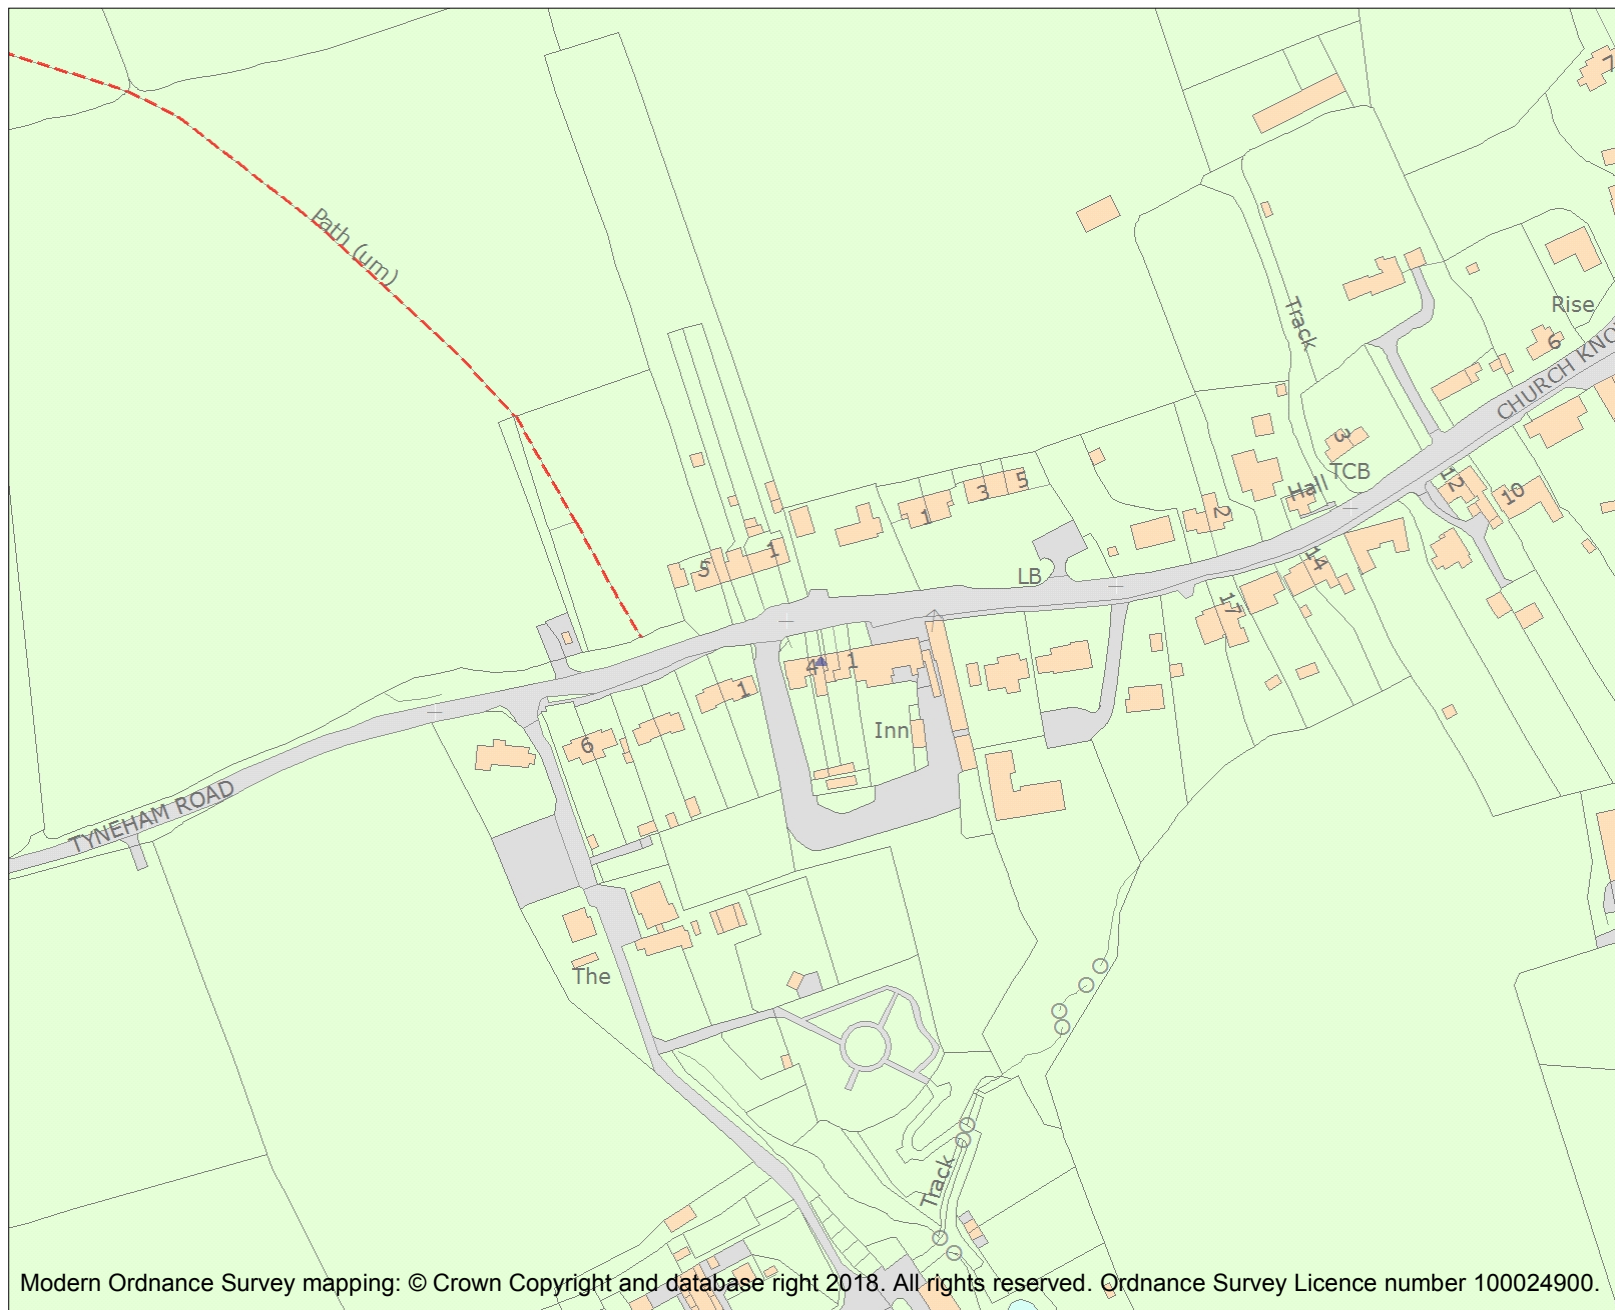 7
Path (um)
Track
Rise
6
CHURCH KNO
3
TCB
Hall
12
10
5
3
1
2
1
5
LB
14
17
4
1
1
Inn
6
TYNEHAM ROAD
The
Track
Modern Ordnance Survey mapping: © Crown Copyright and database right 2018. All rights reserved. Ordnance Survey Licence number 100024900.